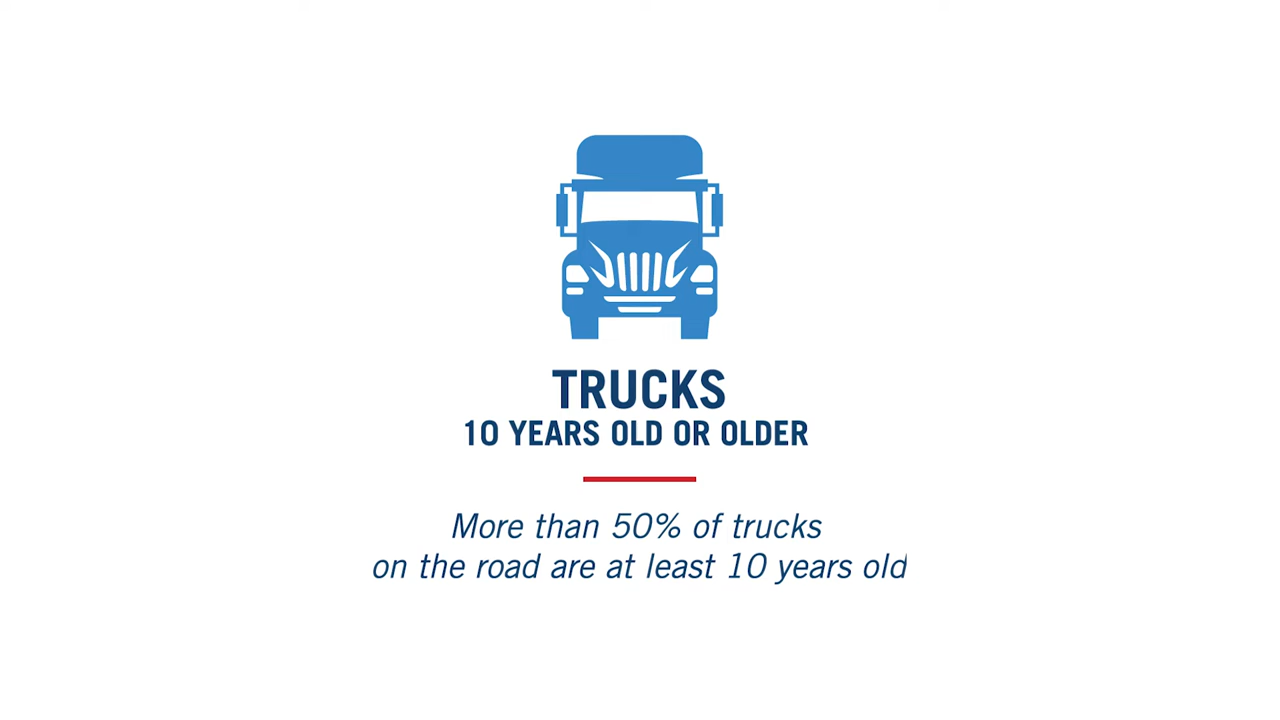 TRUCKS
10 YEARS OLD OR OLDER
More than 50% of trucks
on the road are at least 10 years old